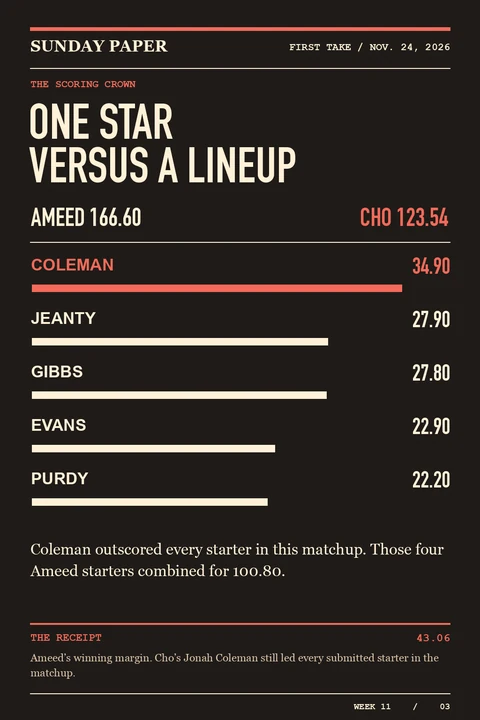 SUNDAY PAPER
FIRST TAKE / NOV. 24, 2026
THE SCORING CROWN
ONE STAR
VERSUS A LINEUP
AMEED 166.60
CHO 123.54
COLEMAN 34.90
JEANTY 27.90
GIBBS 27.80
EVANS 22.90
PURDY 22.20
Coleman outscored every starter in this matchup. Those four
Ameed starters combined for 100.80.
THE RECEIPT 43.06
Ameed's winning margin. Cho's Jonah Coleman still led every submitted starter in the
matchup.
WEEK 11 / 03